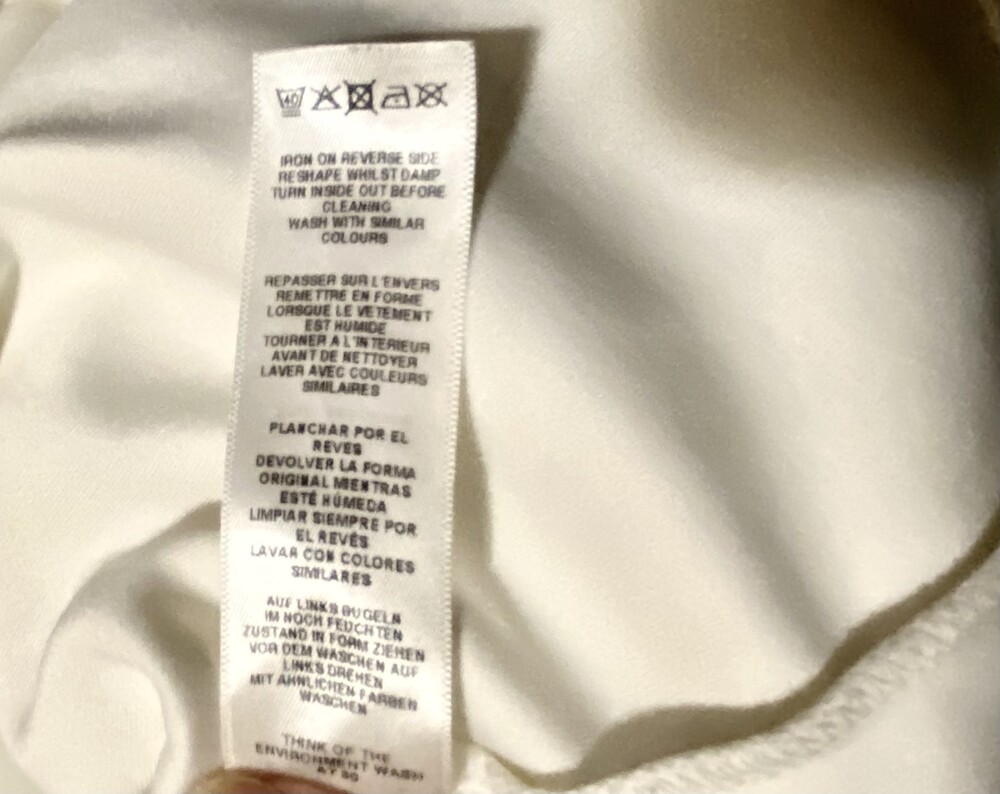 40
IRON ON REVERSE SIDE
RESHAPE WHILST DAMP
TURN INSIDE OUT BEFORE
CLEANING
WASH WITH SIMILAR
COLOURS
REPASSER SUR L'ENVERS
REMETTRE EN FORME
LORSQUE LE VETEMENT
EST HUMIDE
TOURNER A L'INTERIEUR
AVANT DE NETTOYER
LAVER AVEC COULEURS
SIMILAIRES
PLANCHAR POR EL
REVES
DEVOLVER LA FORMA
ORIGINAL MIENTRAS
ESTÉ HÚMEDA
LIMPIAR SIEMPRE POR
EL REVÉS
LAVAR CON COLORES
SIMILARES
AUF LINKS BUGELN
IM NOCH FEUCHTEN
ZUSTAND IN FORM ZIEHEN
VOR DEM WASCHEN AUF
LINKS DREHEN
MIT AHNLICHEN FARBEN
WASCHEN
THINK OF THE
ENVIRONMENT WASH
AT 30